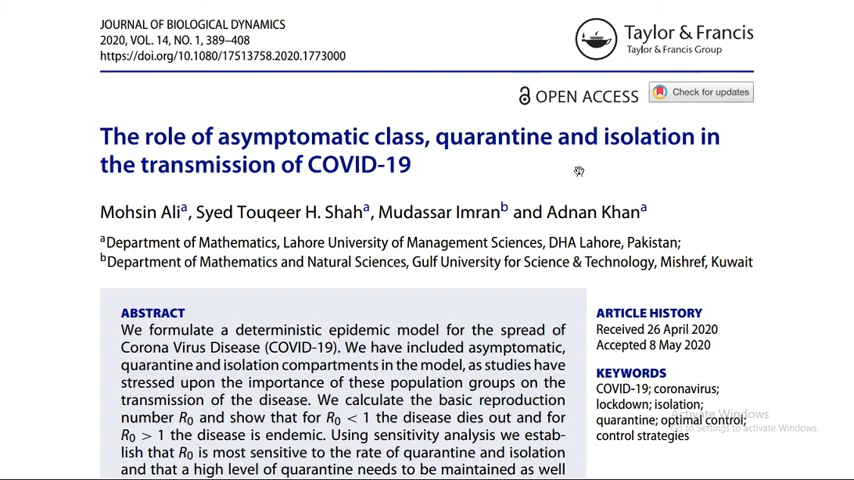 JOURNAL OF BIOLOGICAL DYNAMICS
2020, VOL. 14, NO. 1, 389–408
https://doi.org/10.1080/17513758.2020.1773000
Taylor & Francis
Taylor & Francis Group
OPEN ACCESS
Check for updates
The role of asymptomatic class, quarantine and isolation in
the transmission of COVID-19
Mohsin Aliᵃ, Syed Touqeer H. Shahᵃ, Mudassar Imranᵇ and Adnan Khanᵃ
ᵃDepartment of Mathematics, Lahore University of Management Sciences, DHA Lahore, Pakistan;
ᵇDepartment of Mathematics and Natural Sciences, Gulf University for Science & Technology, Mishref, Kuwait
ABSTRACT
We formulate a deterministic epidemic model for the spread of
Corona Virus Disease (COVID-19). We have included asymptomatic,
quarantine and isolation compartments in the model, as studies have
stressed upon the importance of these population groups on the
transmission of the disease. We calculate the basic reproduction
number R₀ and show that for R₀ < 1 the disease dies out and for
R₀ > 1 the disease is endemic. Using sensitivity analysis we estab-
lish that R₀ is most sensitive to the rate of quarantine and isolation
and that a high level of quarantine needs to be maintained as well
ARTICLE HISTORY
Received 26 April 2020
Accepted 8 May 2020
KEYWORDS
COVID-19; coronavirus;
lockdown; isolation;
quarantine; optimal control;
control strategies
Activate Windows
Go to Settings to activate Windows.